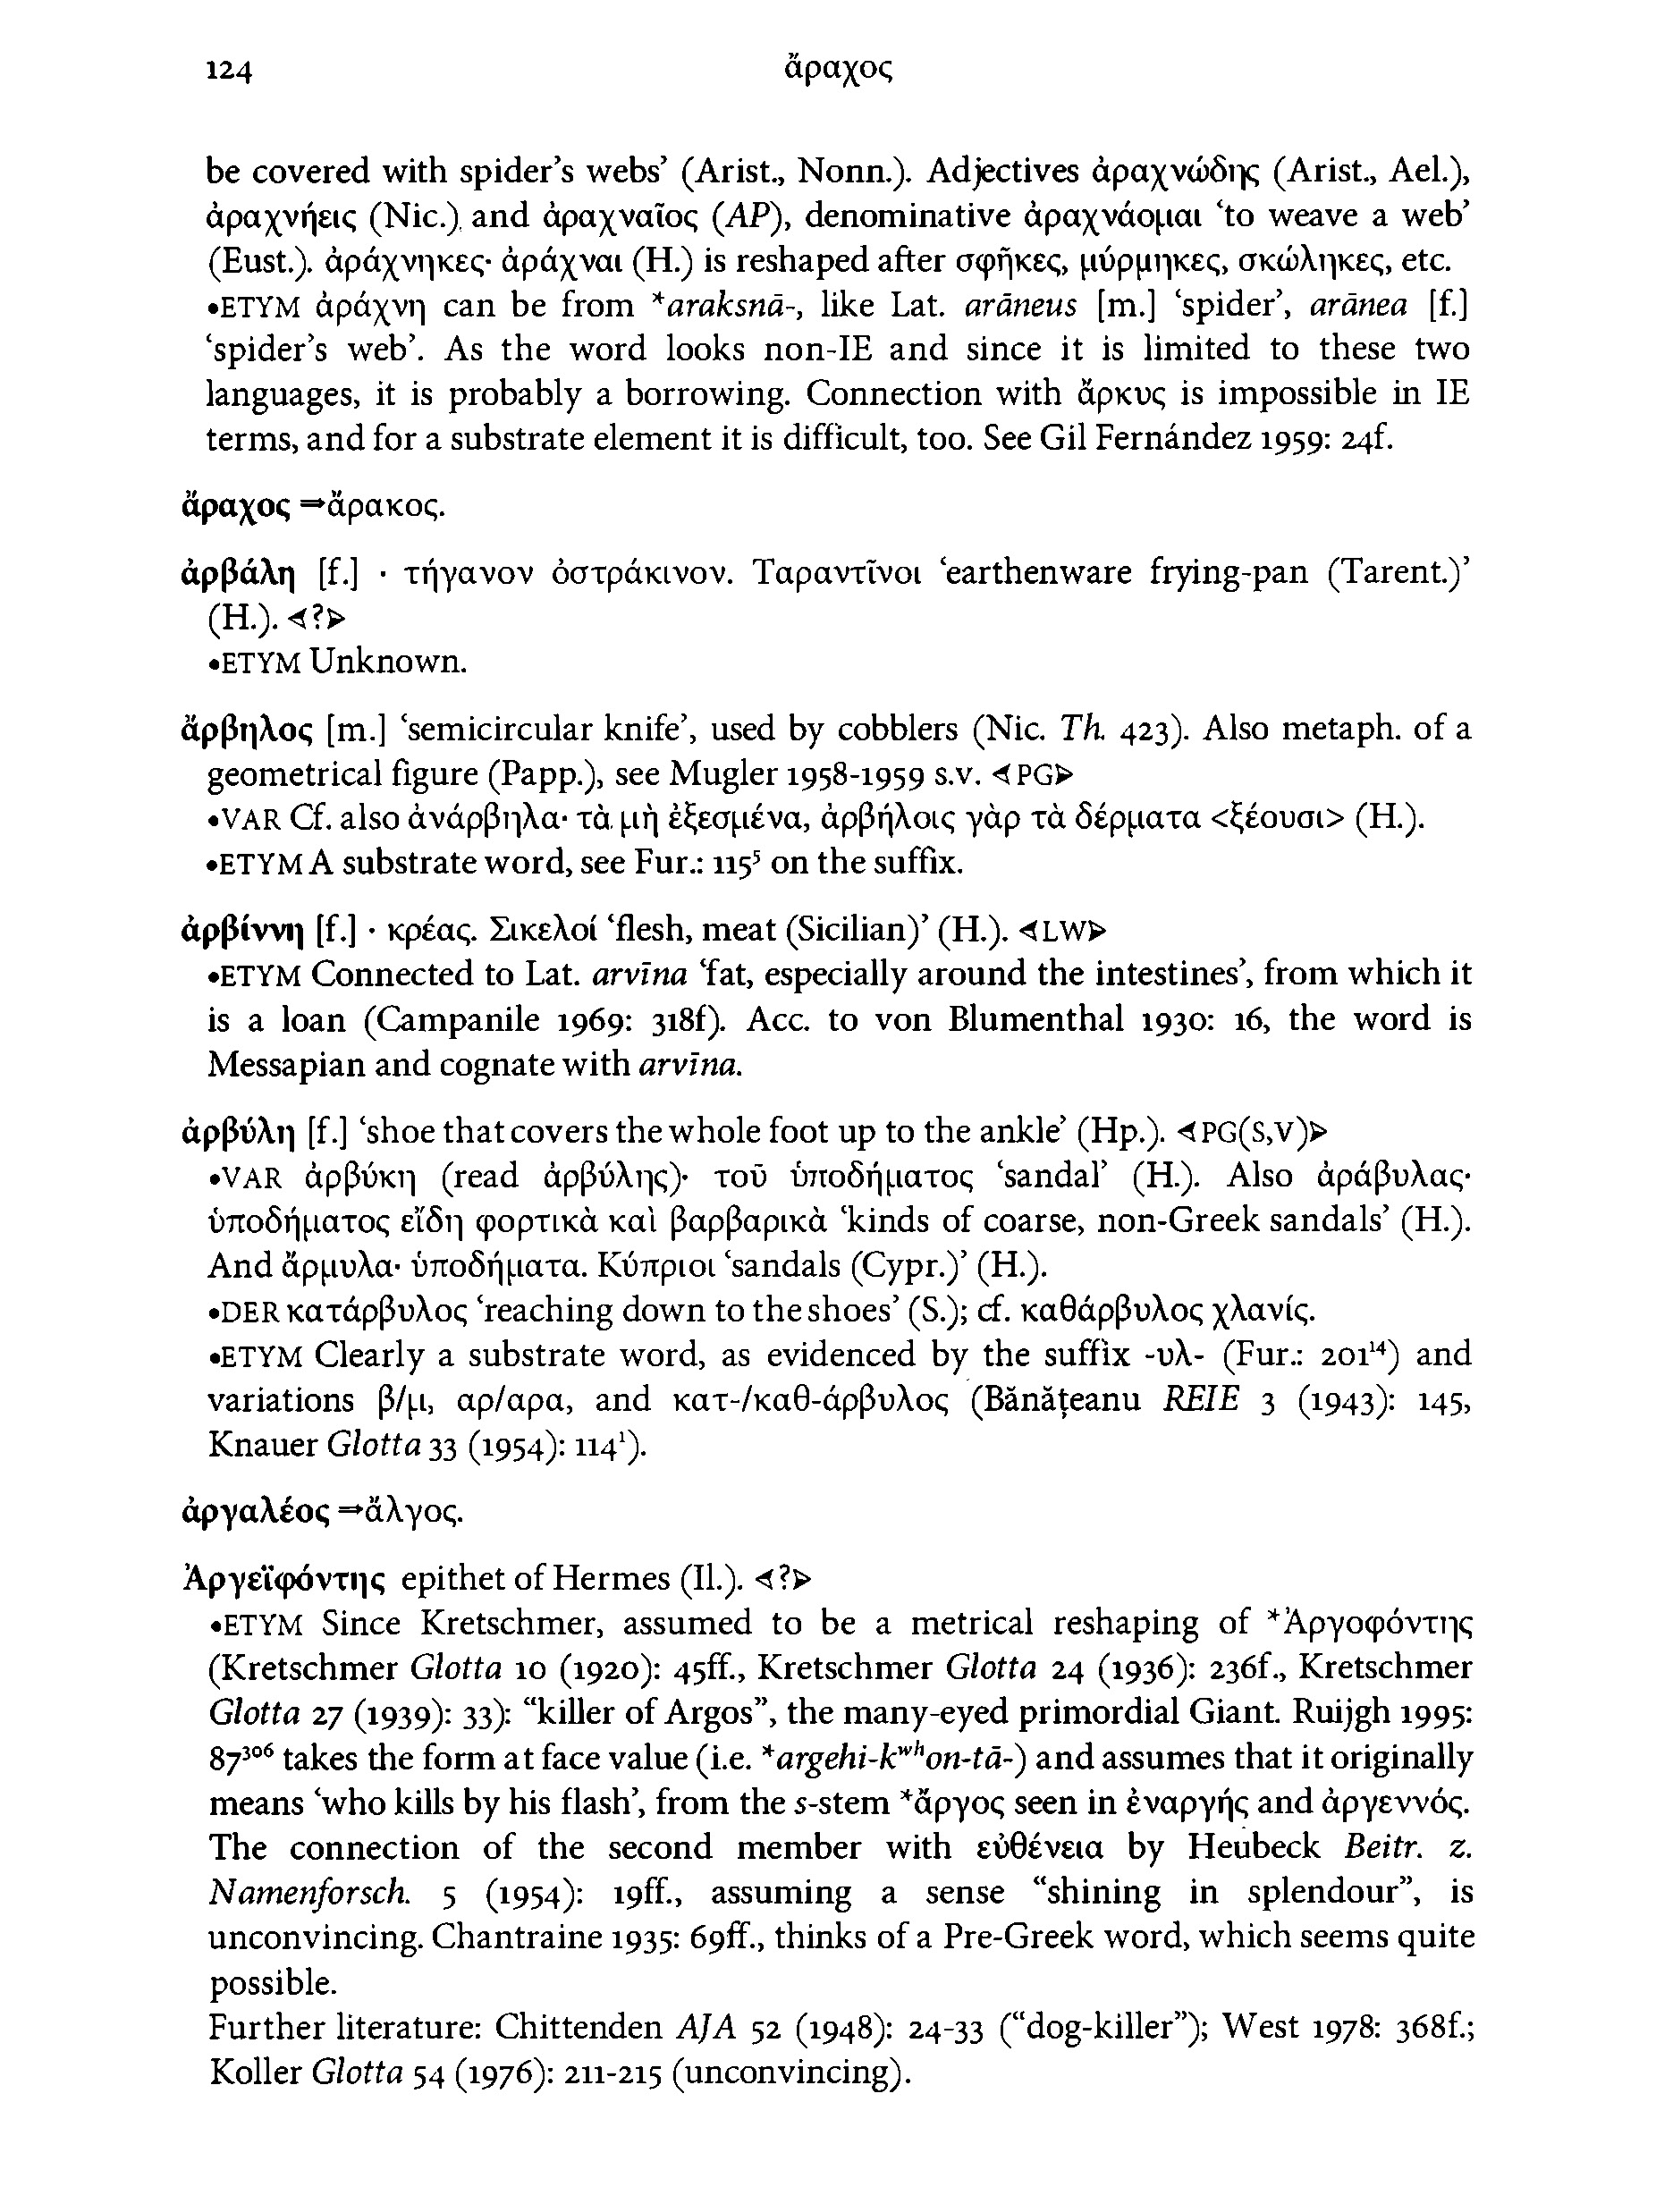 124 ἄραχος
be covered with spider’s webs’ (Arist., Nonn.). Adjectives ἀραχνώδης (Arist., Ael.),
ἀραχνήεις (Nic.) and ἀραχναῖος (AP), denominative ἀραχνάομαι ‘to weave a web’
(Eust.). ἀράχνηκες· ἀράχναι (H.) is reshaped after σφῆκες, μύρμηκες, σκώληκες, etc.
•ETYM ἀράχνη can be from *araksnā-, like Lat. arāneus [m.] ‘spider’, arānea [f.]
‘spider’s web’. As the word looks non-IE and since it is limited to these two
languages, it is probably a borrowing. Connection with ἄρκυς is impossible in IE
terms, and for a substrate element it is difficult, too. See Gil Fernández 1959: 24f.
ἄραχος ⇒ἄρακος.
ἀρβάλη [f.] · τήγανον ὀστράκινον. Ταραντῖνοι ‘earthenware frying-pan (Tarent.)’
(H.). <?>
•ETYM Unknown.
ἄρβηλος [m.] ‘semicircular knife’, used by cobblers (Nic. Th. 423). Also metaph. of a
geometrical figure (Papp.), see Mugler 1958-1959 s.v. <PG>
•VAR Cf. also ἀνάρβηλα· τὰ μὴ ἐξεσμένα, ἀρβήλοις γὰρ τὰ δέρματα <ξέουσι> (H.).
•ETYM A substrate word, see Fur.: 115⁵ on the suffix.
ἀρβίννη [f.] · κρέας. Σικελοί ‘flesh, meat (Sicilian)’ (H.). <LW>
•ETYM Connected to Lat. arvīna ‘fat, especially around the intestines’, from which it
is a loan (Campanile 1969: 318f). Acc. to von Blumenthal 1930: 16, the word is
Messapian and cognate with arvīna.
ἀρβύλη [f.] ‘shoe that covers the whole foot up to the ankle’ (Hp.). <PG(S,V)>
•VAR ἀρβύκη (read ἀρβύλης)· τοῦ ὑποδήματος ‘sandal’ (H.). Also ἀράβυλας·
ὑποδήματος εἴδη φορτικὰ καὶ βαρβαρικὰ ‘kinds of coarse, non-Greek sandals’ (H.).
And ἄρμυλα· ὑποδήματα. Κύπριοι ‘sandals (Cypr.)’ (H.).
•DER κατάρβυλος ‘reaching down to the shoes’ (S.); cf. καθάρβυλος χλανίς.
•ETYM Clearly a substrate word, as evidenced by the suffix -υλ- (Fur.: 201¹⁴) and
variations β/μ, αρ/αρα, and κατ-/καθ-άρβυλος (Bănăţeanu REIE 3 (1943): 145,
Knauer Glotta 33 (1954): 114¹).
ἀργαλέος ⇒ἄλγος.
Ἀργεϊφόντης epithet of Hermes (Il.). <?>
•ETYM Since Kretschmer, assumed to be a metrical reshaping of *Ἀργοφόντης
(Kretschmer Glotta 10 (1920): 45ff., Kretschmer Glotta 24 (1936): 236f., Kretschmer
Glotta 27 (1939): 33): “killer of Argos”, the many-eyed primordial Giant. Ruijgh 1995:
87³⁰⁶ takes the form at face value (i.e. *argehi-kʷʰon-tā-) and assumes that it originally
means ‘who kills by his flash’, from the s-stem *ἄργος seen in ἐναργής and ἀργεννός.
The connection of the second member with εὐθένεια by Heubeck Beitr. z.
Namenforsch. 5 (1954): 19ff., assuming a sense “shining in splendour”, is
unconvincing. Chantraine 1935: 69ff., thinks of a Pre-Greek word, which seems quite
possible.
Further literature: Chittenden AJA 52 (1948): 24-33 (“dog-killer”); West 1978: 368f.;
Koller Glotta 54 (1976): 211-215 (unconvincing).